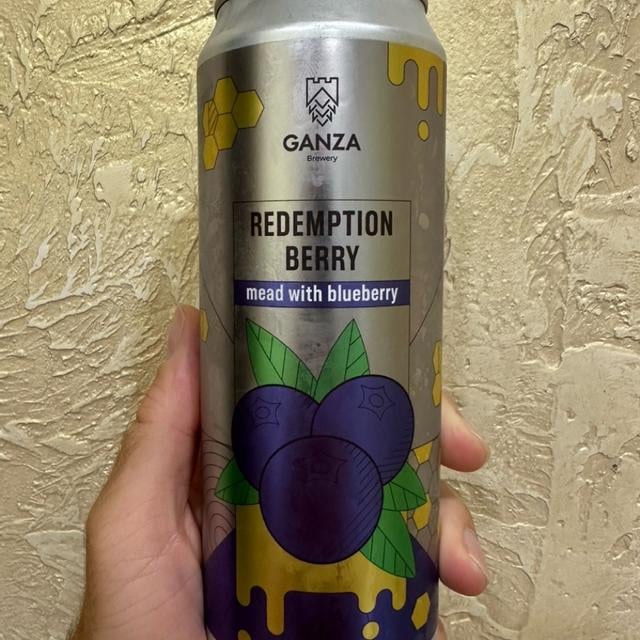 GANZA
Brewery
REDEMPTION
BERRY
mead with blueberry